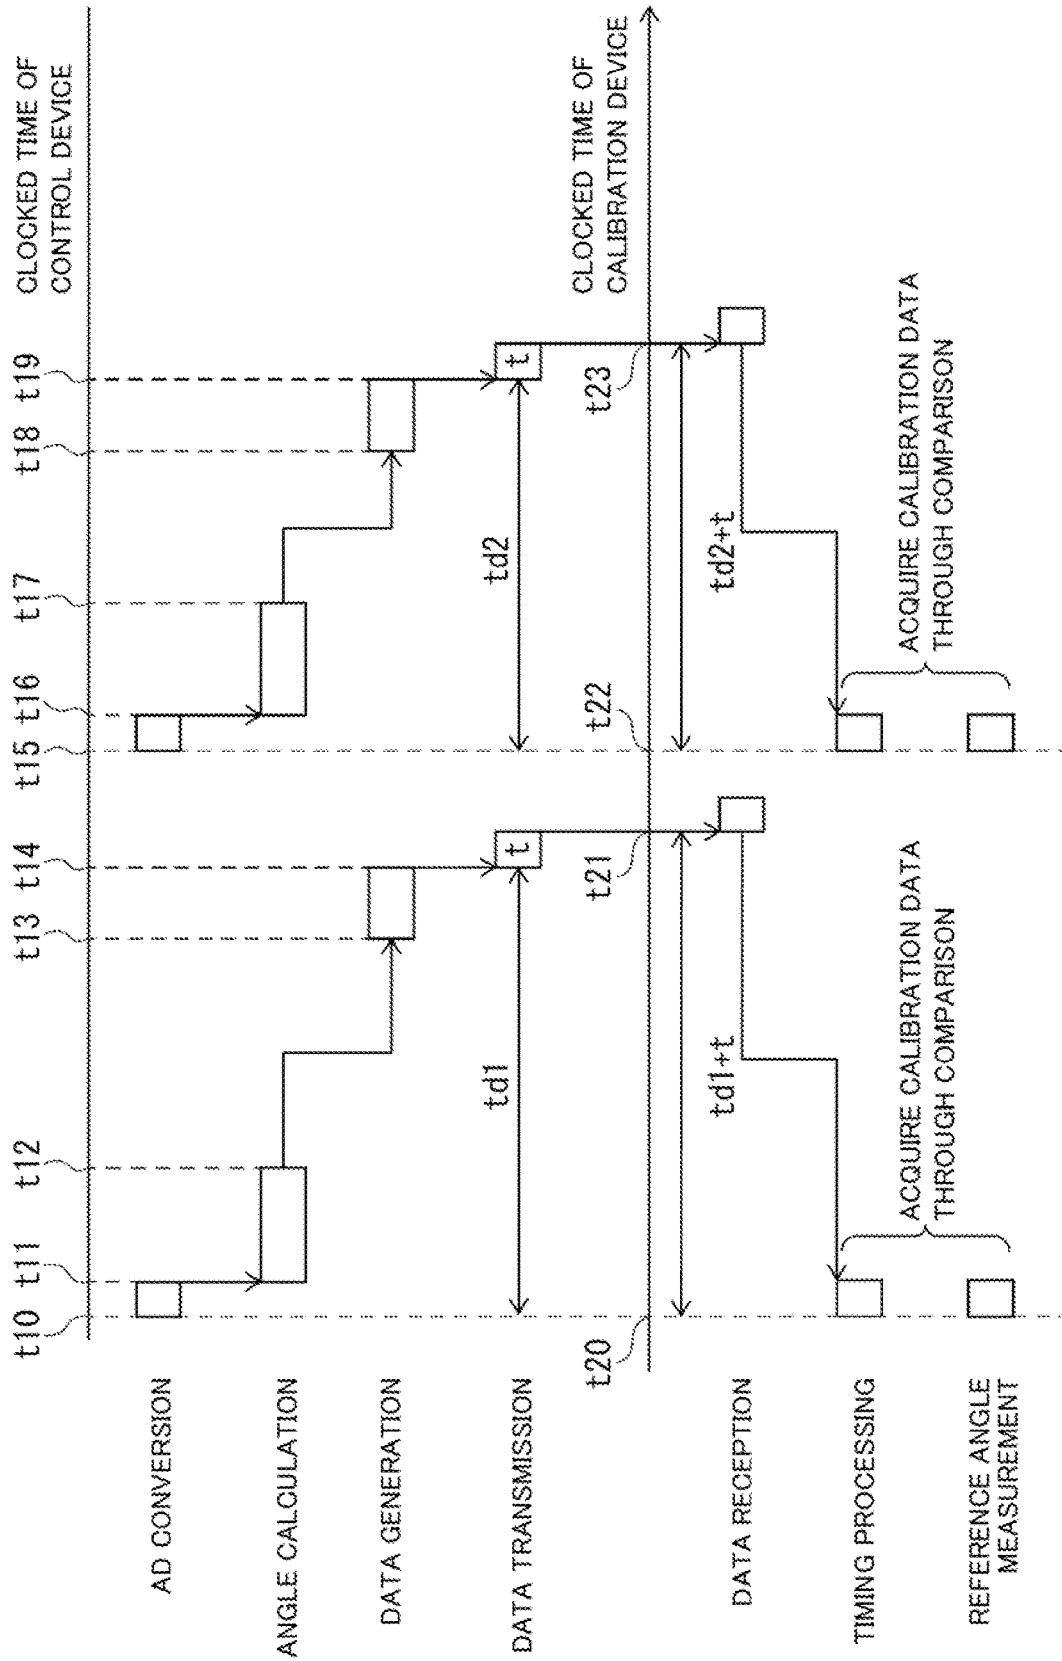 CLOCKED TIME OF
CONTROL DEVICE
t10
t11
t12
t13
t14
t15
t16
t17
t18
t19
AD CONVERSION
ANGLE CALCULATION
DATA GENERATION
DATA TRANSMISSION
td1
t
td2
t
CLOCKED TIME OF
CALIBRATION DEVICE
t20
t21
t22
t23
td1+t
td2+t
DATA RECEPTION
TIMING PROCESSING
ACQUIRE CALIBRATION DATA
THROUGH COMPARISON
ACQUIRE CALIBRATION DATA
THROUGH COMPARISON
REFERENCE ANGLE
MEASUREMENT